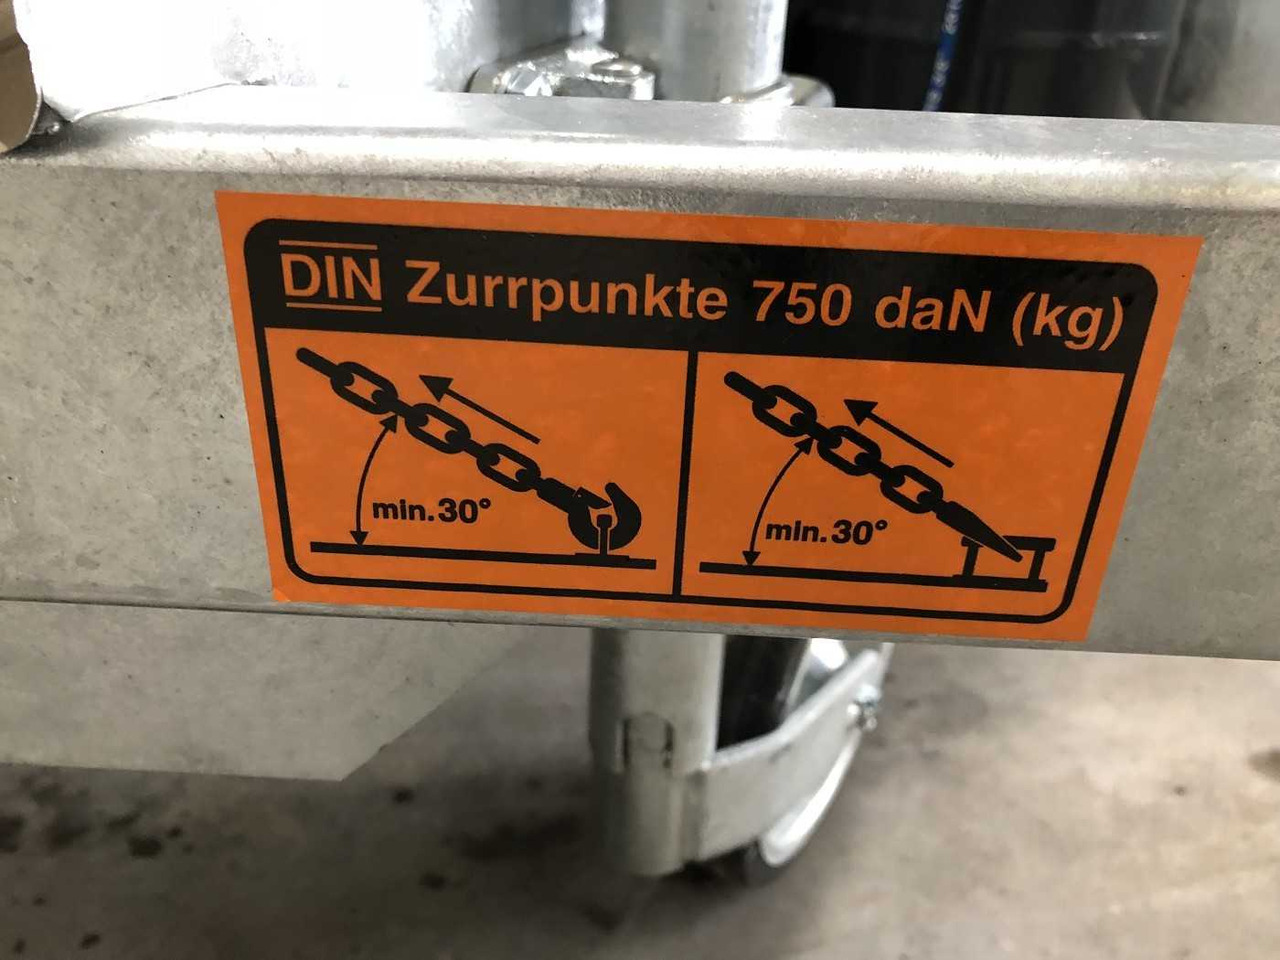 DIN Zurrpunkte 750 daN (kg)
min.30°
min.30°